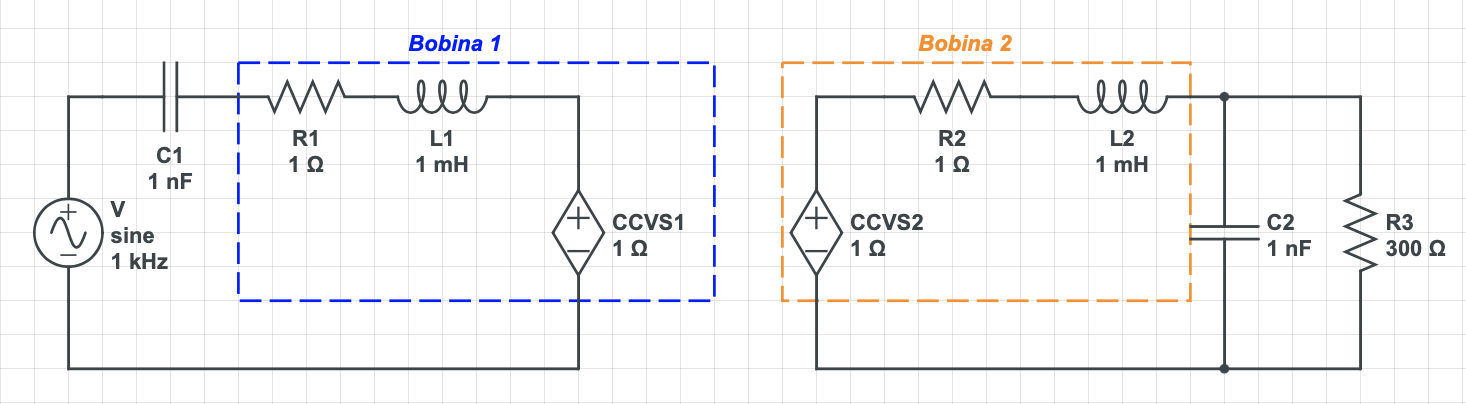 Bobina 1
Bobina 2
C1
1 nF
R1
1 Ω
L1
1 mH
V
sine
1 kHz
CCVS1
1 Ω
R2
1 Ω
L2
1 mH
CCVS2
1 Ω
C2
1 nF
R3
300 Ω